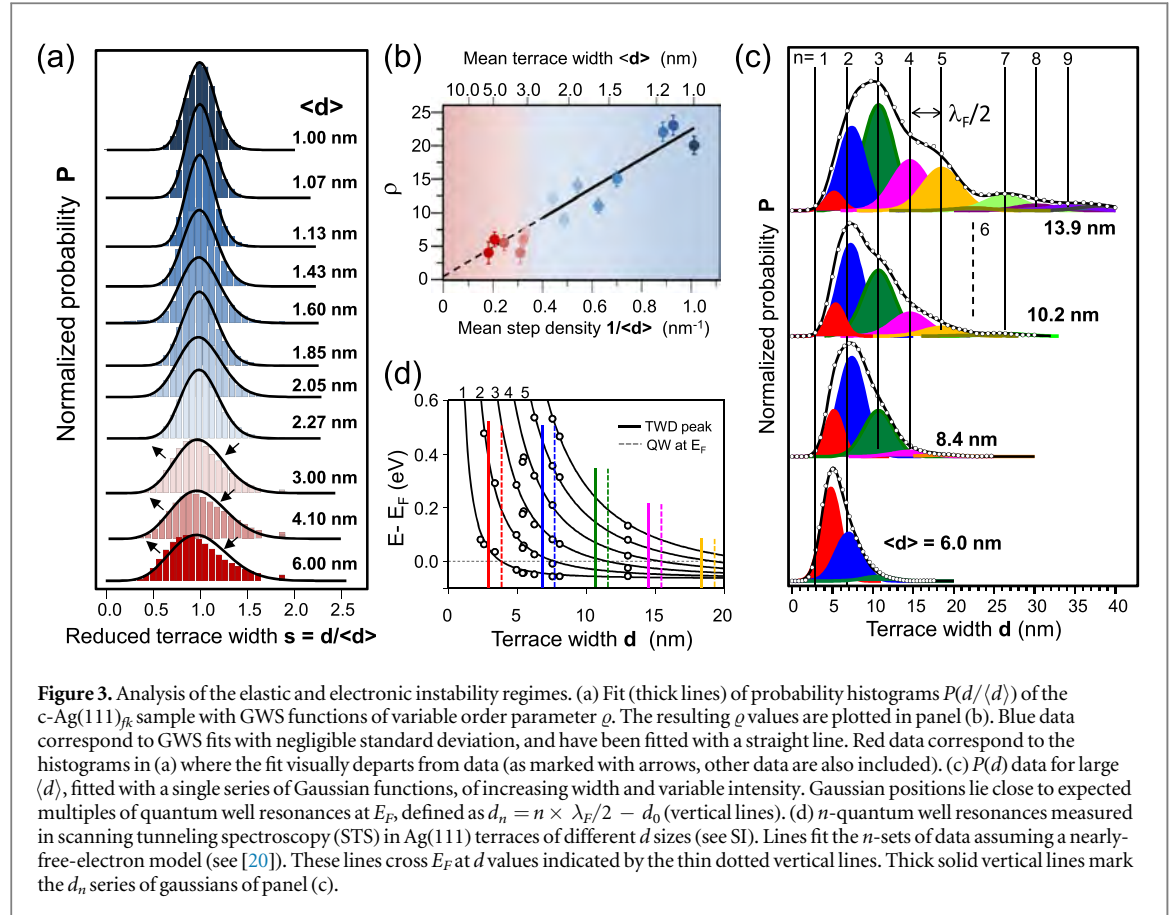 (a)
<d>
1.00 nm
1.07 nm
1.13 nm
1.43 nm
1.60 nm
1.85 nm
2.05 nm
2.27 nm
3.00 nm
4.10 nm
6.00 nm
Normalized probability P
0.0 0.5 1.0 1.5 2.0 2.5
Reduced terrace width s = d/<d>
(b)
Mean terrace width <d> (nm)
10.0 5.0 3.0 2.0 1.5 1.2 1.0
25
20
15
10
5
0
ρ
0 0.2 0.4 0.6 0.8 1.0
Mean step density 1/<d> (nm⁻¹)
(d)
1 2 3 4 5
0.6
0.4
0.2
0.0
E- E_F (eV)
TWD peak
QW at E_F
0 5 10 15 20
Terrace width d (nm)
(c)
n= 1 2 3 4 5 7 8 9
λ_F/2
6
13.9 nm
10.2 nm
8.4 nm
<d> = 6.0 nm
Normalized probability P
0 5 10 15 20 25 30 35 40
Terrace width d (nm)
Figure 3. Analysis of the elastic and electronic instability regimes. (a) Fit (thick lines) of probability histograms P(d/⟨d⟩) of the
c-Ag(111)fk sample with GWS functions of variable order parameter ϱ. The resulting ϱ values are plotted in panel (b). Blue data
correspond to GWS fits with negligible standard deviation, and have been fitted with a straight line. Red data correspond to the
histograms in (a) where the fit visually departs from data (as marked with arrows, other data are also included). (c) P(d) data for large
⟨d⟩, fitted with a single series of Gaussian functions, of increasing width and variable intensity. Gaussian positions lie close to expected
multiples of quantum well resonances at E_F, defined as d_n = n × λ_F/2 − d_0 (vertical lines). (d) n-quantum well resonances measured
in scanning tunneling spectroscopy (STS) in Ag(111) terraces of different d sizes (see SI). Lines fit the n-sets of data assuming a nearly-
free-electron model (see [20]). These lines cross E_F at d values indicated by the thin dotted vertical lines. Thick solid vertical lines mark
the d_n series of gaussians of panel (c).